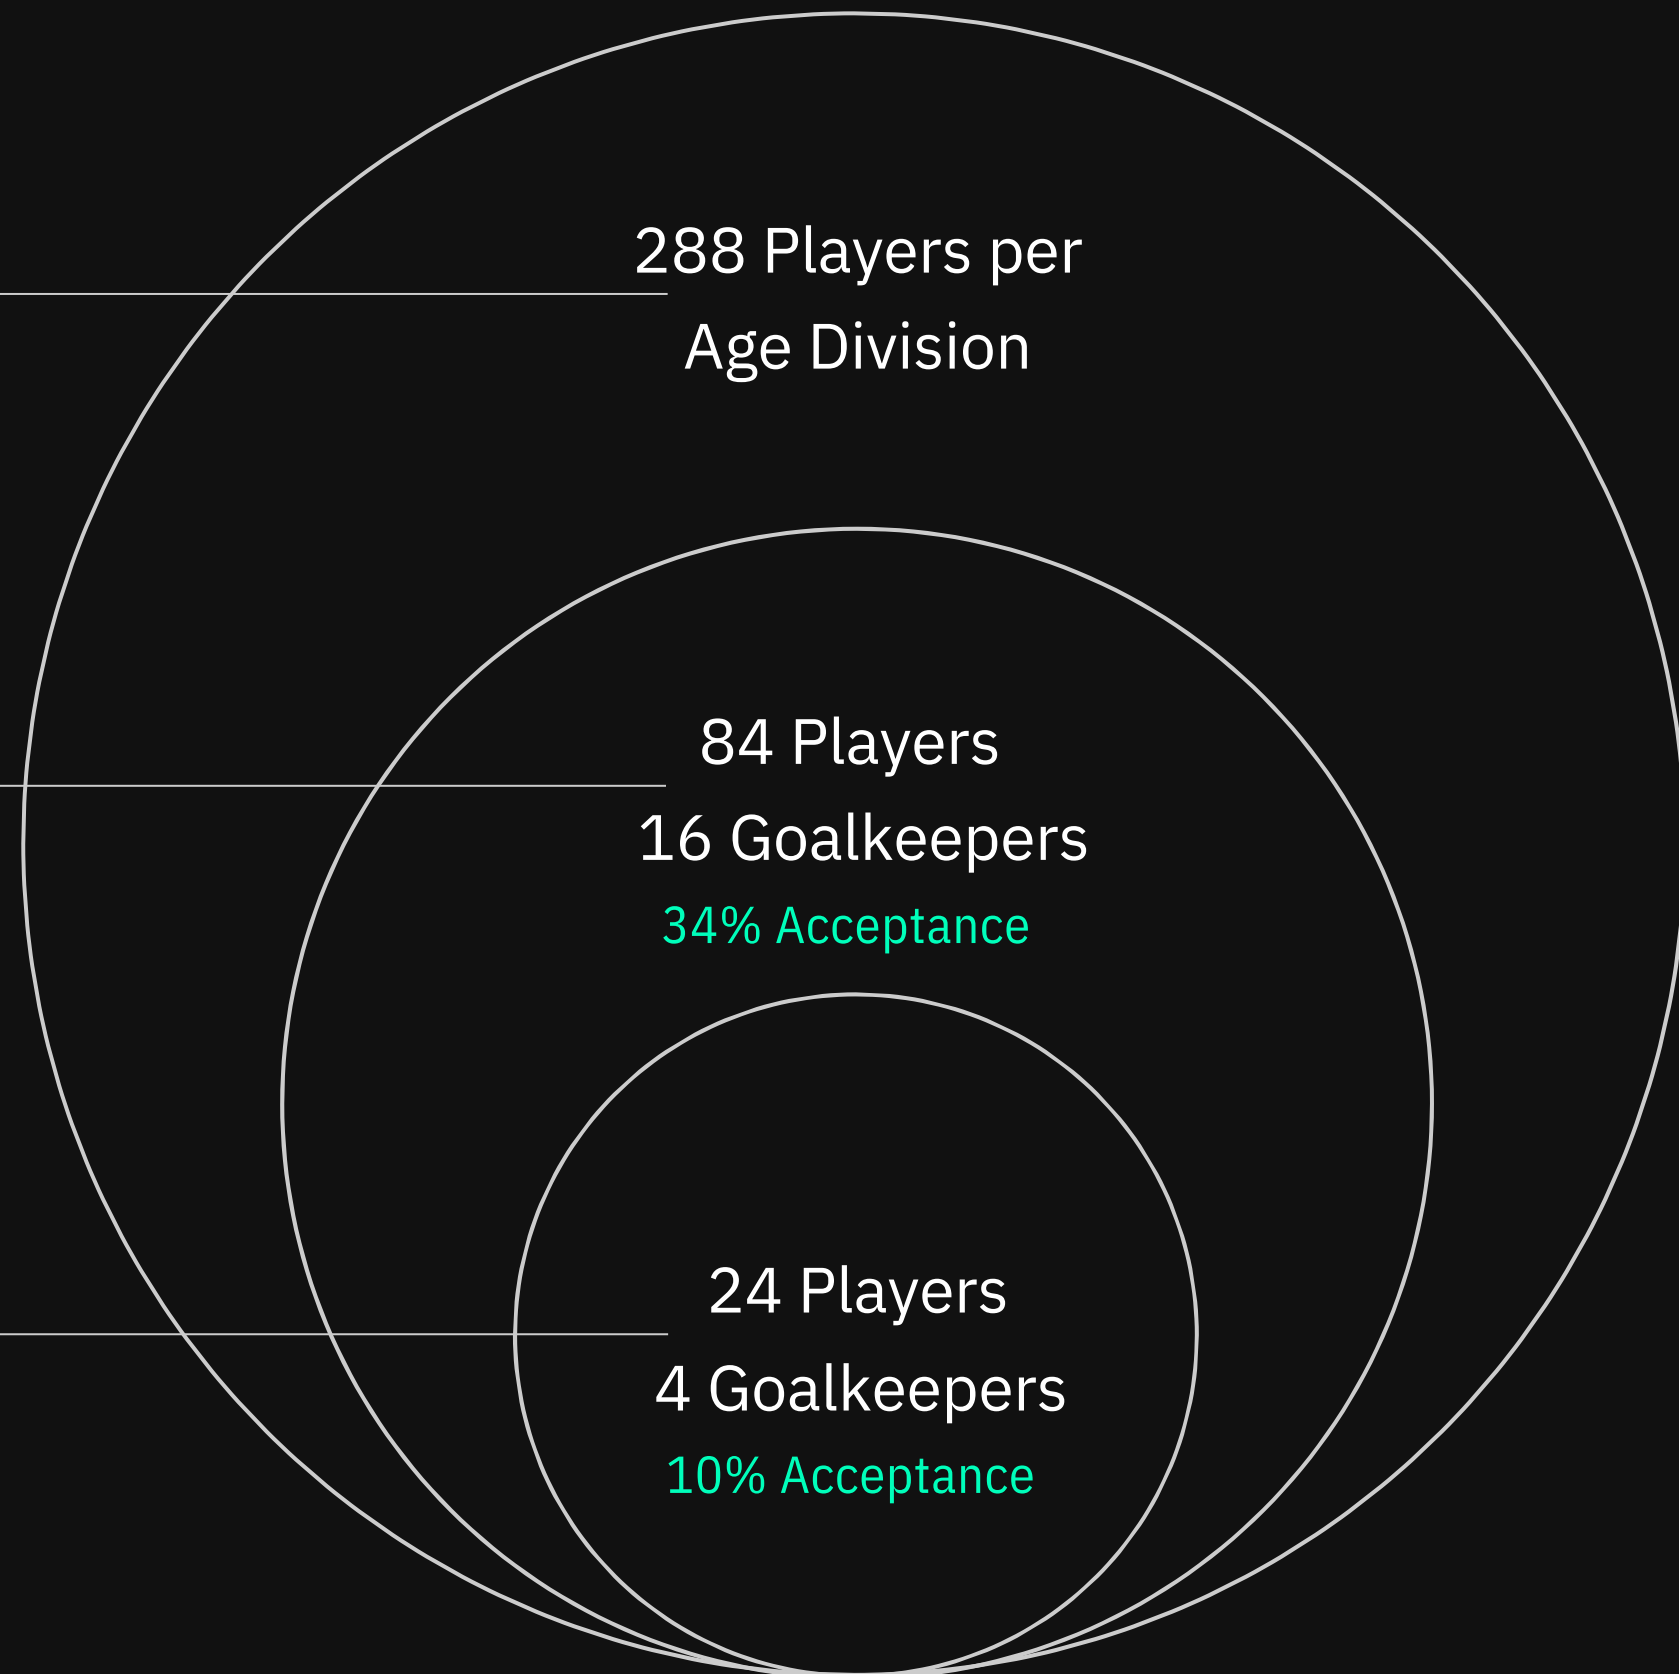 288 Players per
Age Division
84 Players
16 Goalkeepers
34% Acceptance
24 Players
4 Goalkeepers
10% Acceptance